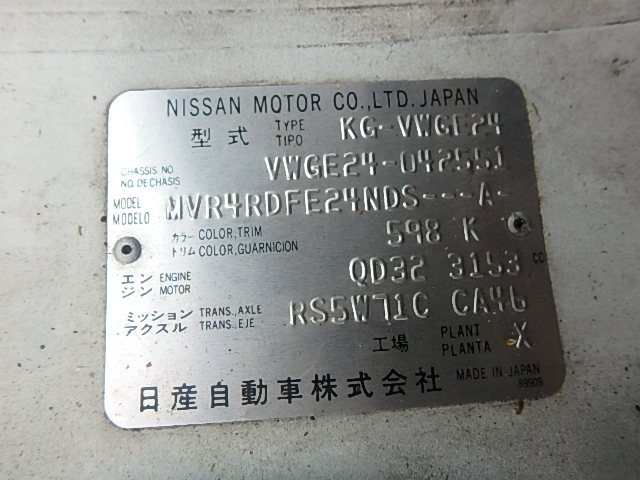 NISSAN MOTOR CO.,LTD. JAPAN
型式 TYPE TIPO KG-VWGE24
CHASSIS NO NO.DE CHASIS VWGE24-042551
MODEL MODELO MVR4RDFE24NDS---A-
カラー COLOR,TRIM 598 K
トリム COLOR,GUARNICION
エンジン ENGINE MOTOR QD32 3153 CC
ミッション TRANS.,AXLE RS5W71C CA46
アクスル TRANS.,EJE
工場 PLANT PLANTA X
日産自動車株式会社 MADE IN JAPAN
89909